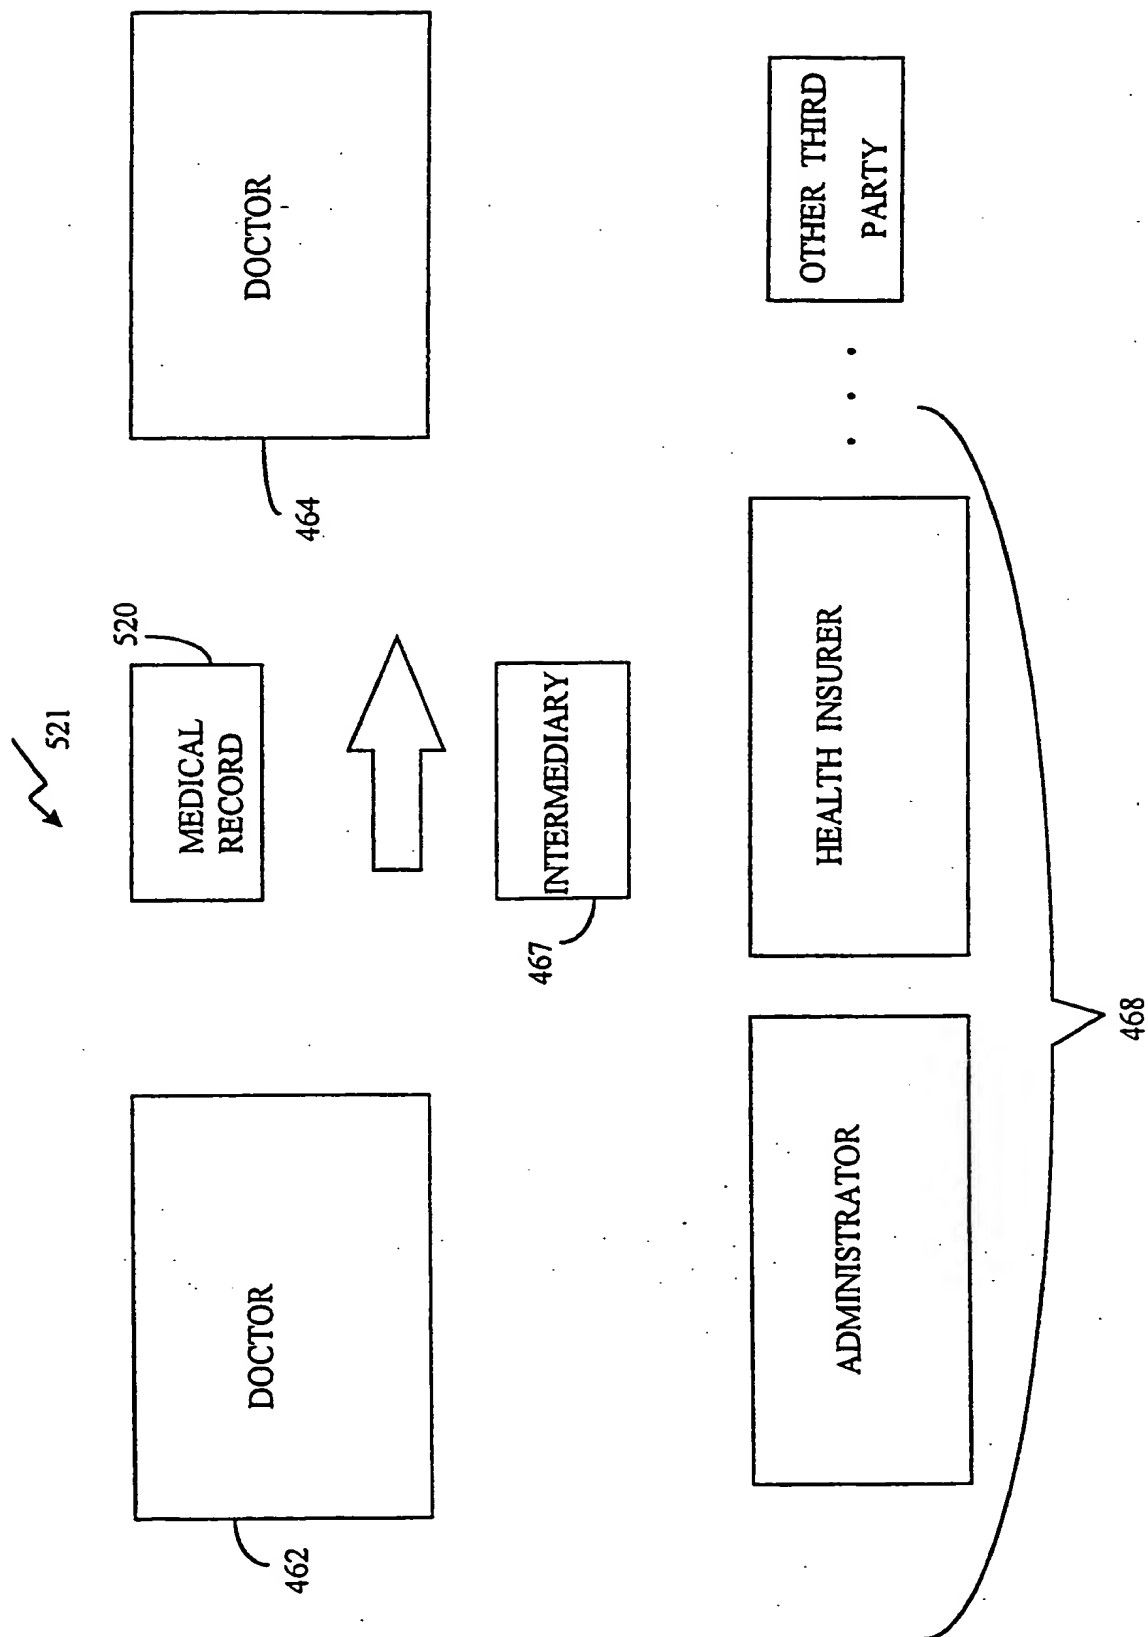 521
520
MEDICAL
RECORD
DOCTOR
462
DOCTOR
464
INTERMEDIARY
467
ADMINISTRATOR
HEALTH INSURER
OTHER THIRD
PARTY
468